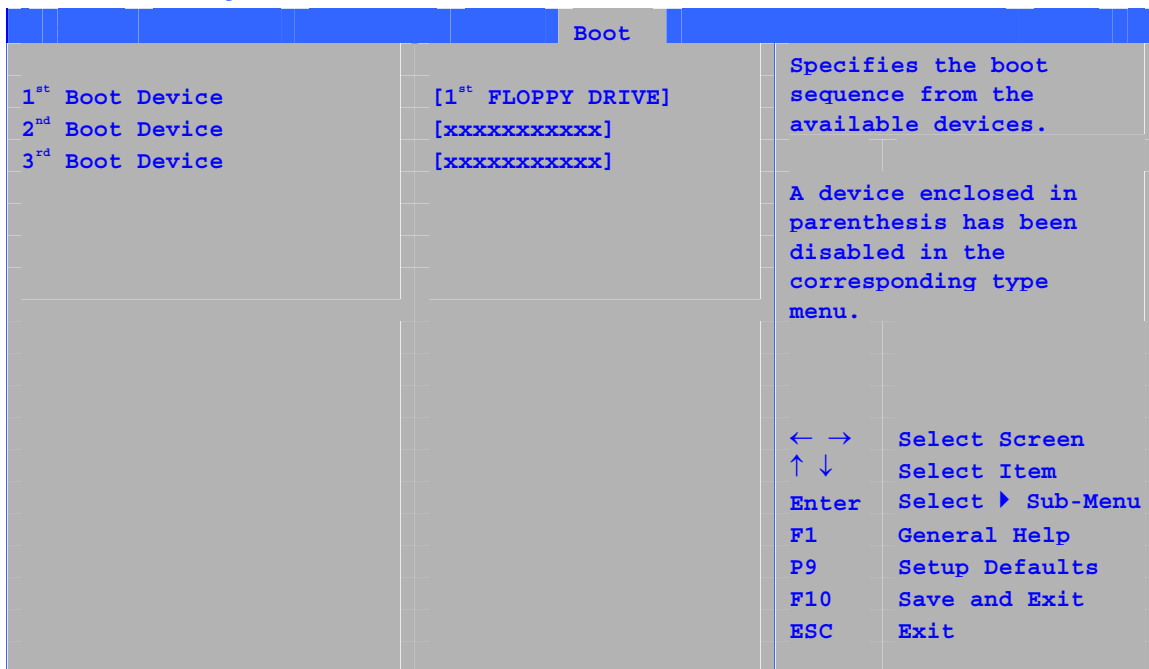 Boot
1st Boot Device [1st FLOPPY DRIVE]
2nd Boot Device [xxxxxxxxxxx]
3rd Boot Device [xxxxxxxxxxx]
Specifies the boot
sequence from the
available devices.
A device enclosed in
parenthesis has been
disabled in the
corresponding type
menu.
← → Select Screen
↑ ↓ Select Item
Enter Select ▶ Sub-Menu
F1 General Help
P9 Setup Defaults
F10 Save and Exit
ESC Exit